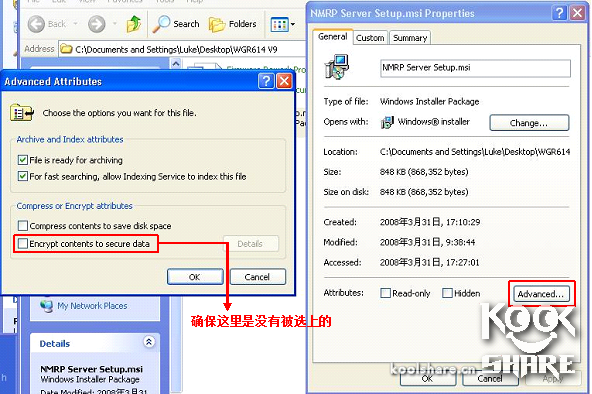 NMRP Server Setup.msi Properties
Back
Search
Folders
Address
C:\Documents and Settings\Luke\Desktop\WGR614 V9
Advanced Attributes
Choose the options you want for this file.
Archive and Index attributes
File is ready for archiving
For fast searching, allow Indexing Service to index this file
Compress or Encrypt attributes
Compress contents to save disk space
Encrypt contents to secure data
Details
OK
Cancel
确保这里是没有被选上的
My Network Places
Details
NMRP Server Setup.msi
Windows Installer Package
Date Modified: 2008年3月31日,
General
Custom
Summary
NMRP Server Setup.msi
Type of file:
Windows Installer Package
Opens with:
Windows® installer
Change...
Location:
C:\Documents and Settings\Luke\Desktop\WGR614
Size:
848 KB (868,352 bytes)
Size on disk:
848 KB (868,352 bytes)
Created:
2008年3月31日, 17:10:29
Modified:
2008年3月31日, 9:38:44
Accessed:
2008年3月31日, 17:27:01
Attributes:
Read-only
Hidden
Advanced...
KOCK
SHARE
koolshare.cn
OK
Cancel
Apply